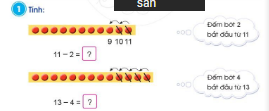 săn
1 Tính:
Đếm bớt 2
bắt đầu từ 11
9 10 11
11 – 2 = ?
Đếm bớt 4
bắt đầu từ 13
13 – 4 = ?